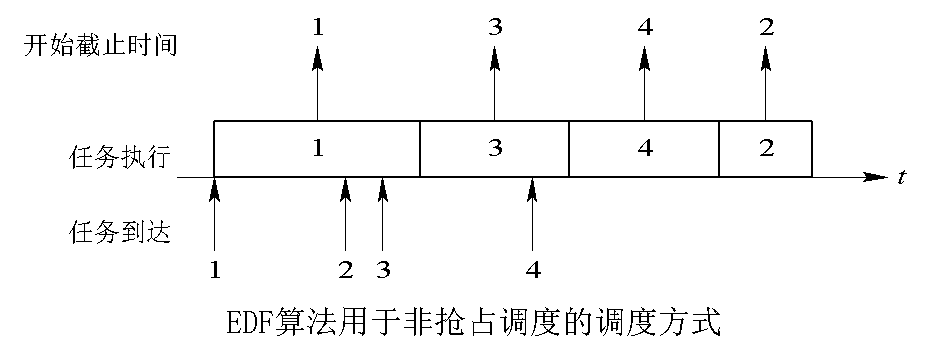 1 3 4 2
开始截止时间
任务执行 1 3 4 2
t
任务到达
1 2 3 4
EDF算法用于非抢占调度的调度方式